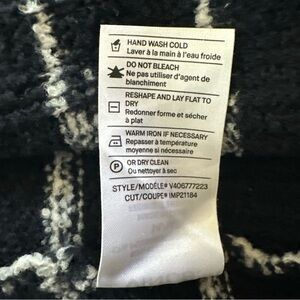 HAND WASH COLD
Laver à la main à l'eau froide
DO NOT BLEACH
Ne pas utiliser d'agent de
blanchiment
RESHAPE AND LAY FLAT TO
DRY
Redonner forme et sécher
à plat
WARM IRON IF NECESSARY
Repasser à température
moyenne si nécessaire
P
OR DRY CLEAN
Ou nettoyer à sec
STYLE/MODÈLE® V406777223
CUT/COUPE® IMP21184